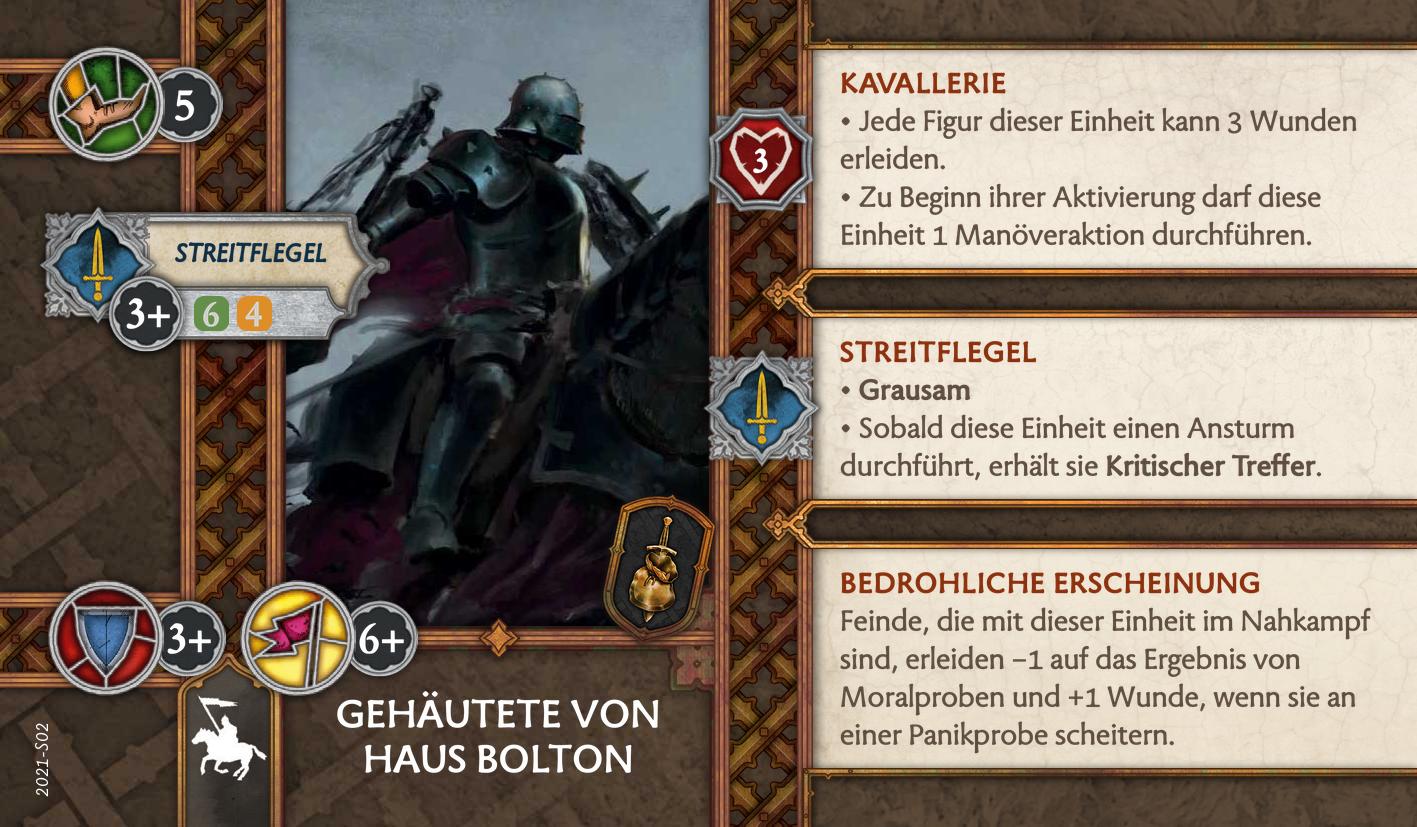 5
STREITFLEGEL
3+ 6 4
3+ 6+
GEHÄUTETE VON
HAUS BOLTON
2021-S02
3
KAVALLERIE
• Jede Figur dieser Einheit kann 3 Wunden
erleiden.
• Zu Beginn ihrer Aktivierung darf diese
Einheit 1 Manöveraktion durchführen.
STREITFLEGEL
• Grausam
• Sobald diese Einheit einen Ansturm
durchführt, erhält sie Kritischer Treffer.
BEDROHLICHE ERSCHEINUNG
Feinde, die mit dieser Einheit im Nahkampf
sind, erleiden –1 auf das Ergebnis von
Moralproben und +1 Wunde, wenn sie an
einer Panikprobe scheitern.